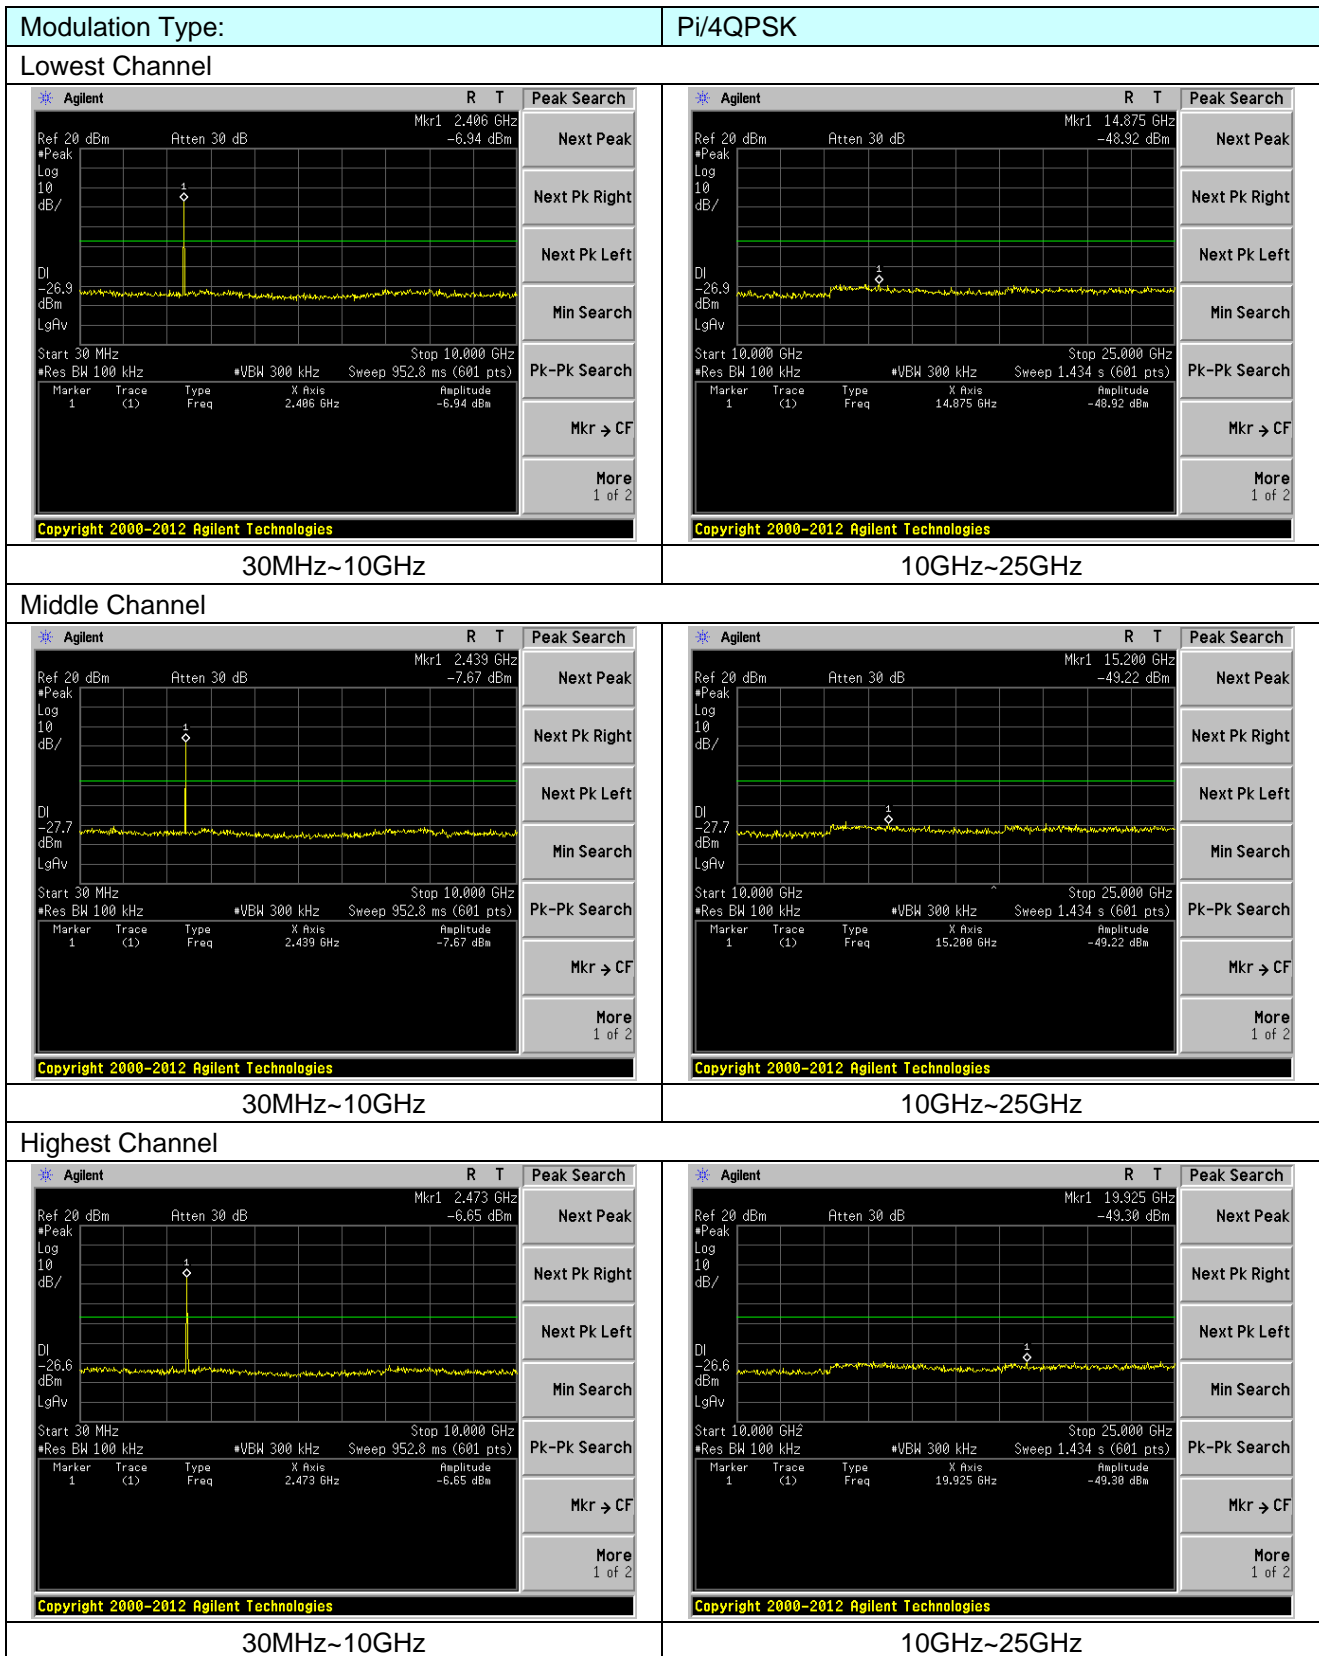 Modulation Type: Pi/4QPSK
Lowest Channel
Agilent R T Peak Search
Mkr1 2.406 GHz
Ref 20 dBm Atten 30 dB -6.94 dBm
#Peak
Log
10
dB/
1
DI
-26.9
dBm
LgAv
Start 30 MHz Stop 10.000 GHz
#Res BW 100 kHz #VBW 300 kHz Sweep 952.8 ms (601 pts)
Marker Trace Type X Axis Amplitude
1 (1) Freq 2.406 GHz -6.94 dBm
Next Peak
Next Pk Right
Next Pk Left
Min Search
Pk-Pk Search
Mkr → CF
More
1 of 2
Copyright 2000-2012 Agilent Technologies
Agilent R T Peak Search
Mkr1 14.875 GHz
Ref 20 dBm Atten 30 dB -48.92 dBm
#Peak
Log
10
dB/
1
DI
-26.9
dBm
LgAv
Start 10.000 GHz Stop 25.000 GHz
#Res BW 100 kHz #VBW 300 kHz Sweep 1.434 s (601 pts)
Marker Trace Type X Axis Amplitude
1 (1) Freq 14.875 GHz -48.92 dBm
Next Peak
Next Pk Right
Next Pk Left
Min Search
Pk-Pk Search
Mkr → CF
More
1 of 2
Copyright 2000-2012 Agilent Technologies
30MHz~10GHz 10GHz~25GHz
Middle Channel
Agilent R T Peak Search
Mkr1 2.439 GHz
Ref 20 dBm Atten 30 dB -7.67 dBm
#Peak
Log
10
dB/
1
DI
-27.7
dBm
LgAv
Start 30 MHz Stop 10.000 GHz
#Res BW 100 kHz #VBW 300 kHz Sweep 952.8 ms (601 pts)
Marker Trace Type X Axis Amplitude
1 (1) Freq 2.439 GHz -7.67 dBm
Next Peak
Next Pk Right
Next Pk Left
Min Search
Pk-Pk Search
Mkr → CF
More
1 of 2
Copyright 2000-2012 Agilent Technologies
Agilent R T Peak Search
Mkr1 15.200 GHz
Ref 20 dBm Atten 30 dB -49.22 dBm
#Peak
Log
10
dB/
1
DI
-27.7
dBm
LgAv
Start 10.000 GHz Stop 25.000 GHz
#Res BW 100 kHz #VBW 300 kHz Sweep 1.434 s (601 pts)
Marker Trace Type X Axis Amplitude
1 (1) Freq 15.200 GHz -49.22 dBm
Next Peak
Next Pk Right
Next Pk Left
Min Search
Pk-Pk Search
Mkr → CF
More
1 of 2
Copyright 2000-2012 Agilent Technologies
30MHz~10GHz 10GHz~25GHz
Highest Channel
Agilent R T Peak Search
Mkr1 2.473 GHz
Ref 20 dBm Atten 30 dB -6.65 dBm
#Peak
Log
10
dB/
1
DI
-26.6
dBm
LgAv
Start 30 MHz Stop 10.000 GHz
#Res BW 100 kHz #VBW 300 kHz Sweep 952.8 ms (601 pts)
Marker Trace Type X Axis Amplitude
1 (1) Freq 2.473 GHz -6.65 dBm
Next Peak
Next Pk Right
Next Pk Left
Min Search
Pk-Pk Search
Mkr → CF
More
1 of 2
Copyright 2000-2012 Agilent Technologies
Agilent R T Peak Search
Mkr1 19.925 GHz
Ref 20 dBm Atten 30 dB -49.30 dBm
#Peak
Log
10
dB/
1
DI
-26.6
dBm
LgAv
Start 10.000 GHz Stop 25.000 GHz
#Res BW 100 kHz #VBW 300 kHz Sweep 1.434 s (601 pts)
Marker Trace Type X Axis Amplitude
1 (1) Freq 19.925 GHz -49.30 dBm
Next Peak
Next Pk Right
Next Pk Left
Min Search
Pk-Pk Search
Mkr → CF
More
1 of 2
Copyright 2000-2012 Agilent Technologies
30MHz~10GHz 10GHz~25GHz